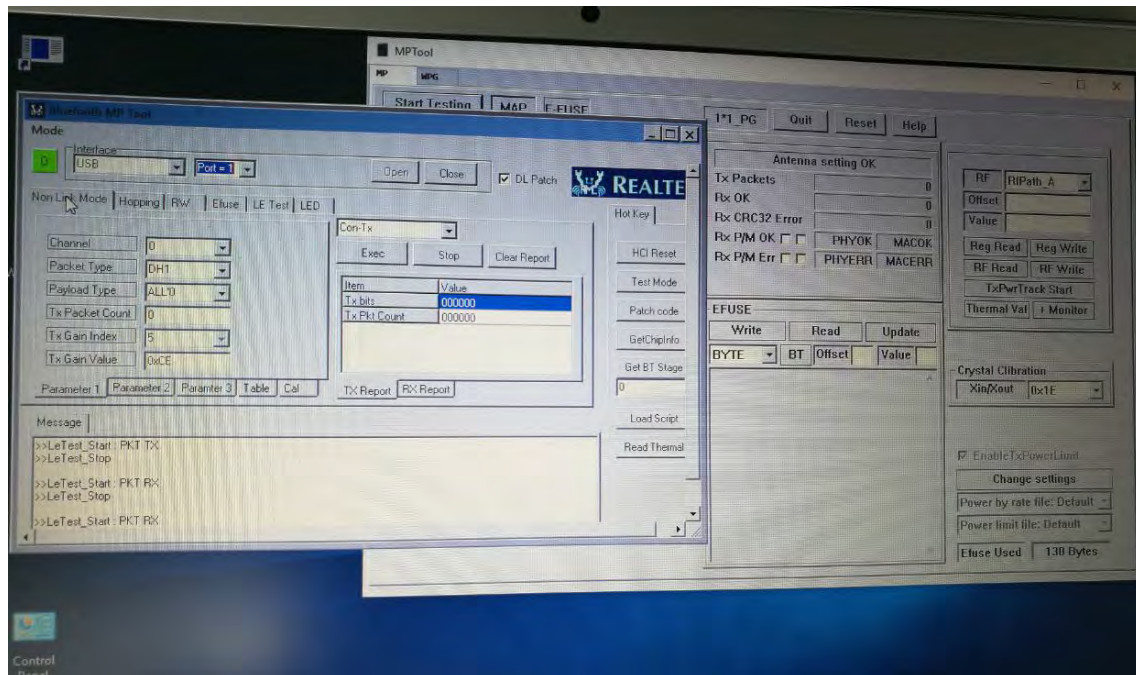 MPTool
MP WPG
Start Testing MAP E-FUSE
1*1_PG Quit Reset Help
Antenna setting OK
Tx Packets 0
Rx OK 0
Rx CRC32 Error 0
Rx P/M OK PHYOK MACOK
Rx P/M Err PHYERR MACERR
EFUSE
Write Read Update
BYTE BT Offset Value
RF RfPath_A
Offset
Value
Reg Read Reg Write
RF Read RF Write
TxPwrTrack Start
Thermal Val + Monitor
Crystal Clibration
Xin/Xout 0x1E
EnableTxPowerLimit
Change settings
Power by rate file: Default
Power limit file: Default
Efuse Used 130 Bytes
Bluetooth MP Tool
Mode
Interface
USB Port = 1 Open Close DL Patch REALTE
Non Link Mode Hopping RW Efuse LE Test LED
Channel 0
Packet Type DH1
Payload Type ALL'0
Tx Packet Count 0
Tx Gain Index 5
Tx Gain Value 0xCE
Parameter 1 Parameter 2 Paramter 3 Table Cal
Con-Tx
Exec Stop Clear Report
Item Value
Tx bits 000000
Tx Pkt Count 000000
TX Report RX Report
Hot Key
HCI Reset
Test Mode
Patch code
GetChipInfo
Get BT Stage
0
Load Script
Read Thermal
Message
>>LeTest_Start : PKT TX
>>LeTest_Stop
>>LeTest_Start : PKT RX
>>LeTest_Stop
>>LeTest_Start : PKT RX
Control
Panel